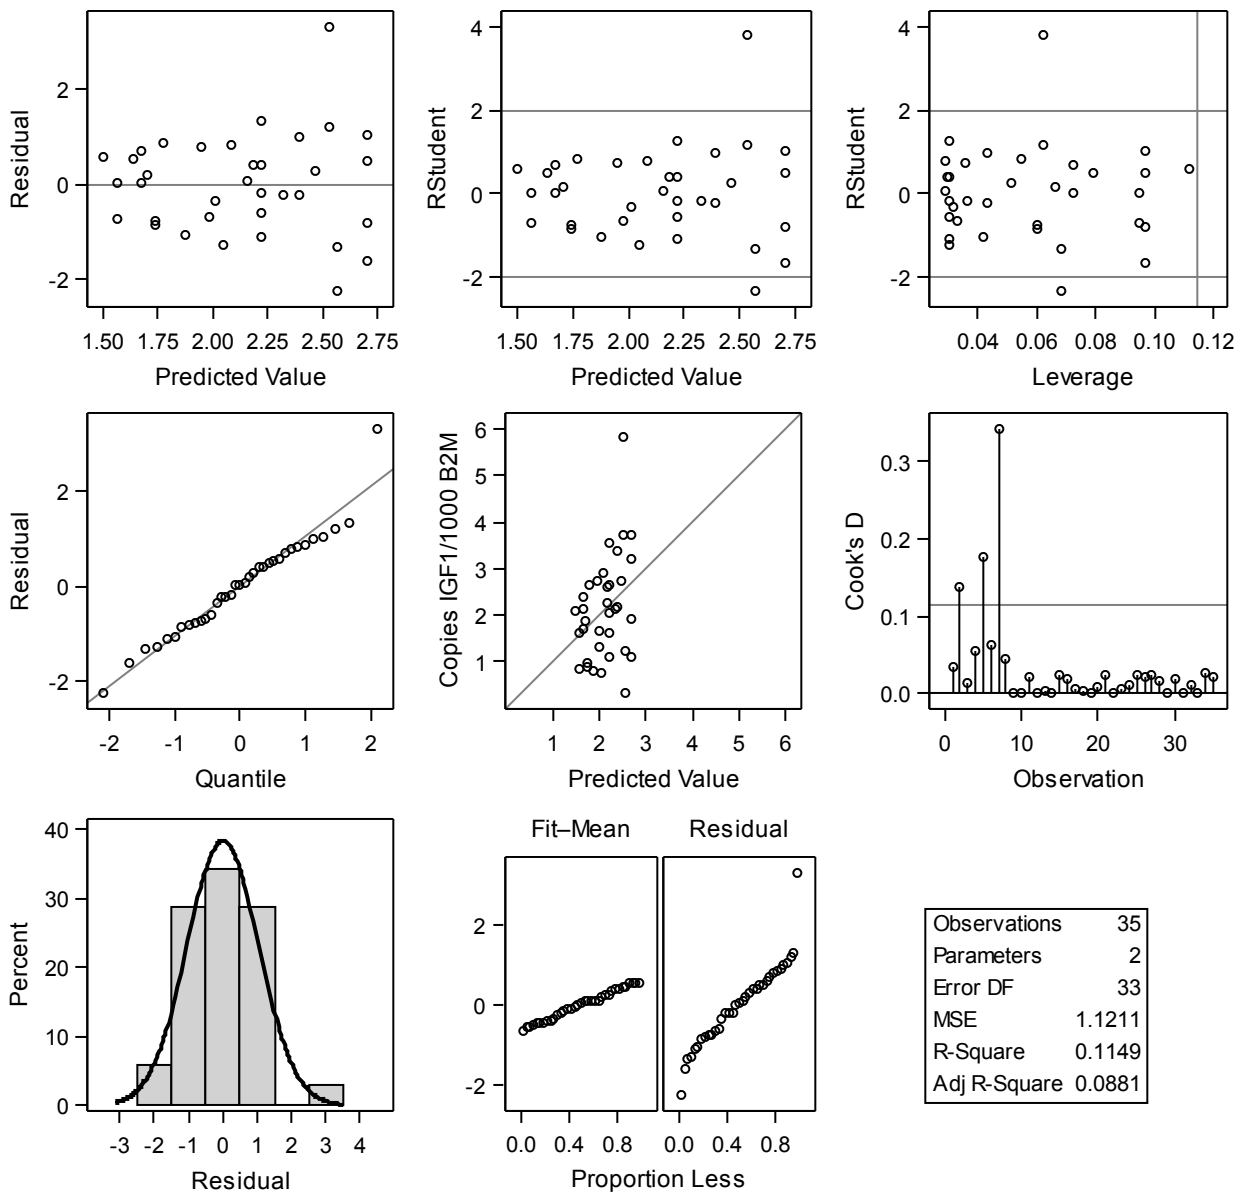 Residual
2
0
-2
1.50 1.75 2.00 2.25 2.50 2.75
Predicted Value
RStudent
4
2
0
-2
1.50 1.75 2.00 2.25 2.50 2.75
Predicted Value
RStudent
4
2
0
-2
0.04 0.06 0.08 0.10 0.12
Leverage
Residual
2
0
-2
-2 -1 0 1 2
Quantile
Copies IGF1/1000 B2M
6
5
4
3
2
1
1 2 3 4 5 6
Predicted Value
Cook's D
0.3
0.2
0.1
0.0
0 10 20 30
Observation
Percent
40
30
20
10
0
-3 -2 -1 0 1 2 3 4
Residual
Fit–Mean Residual
2
0
-2
0.0 0.4 0.8 0.0 0.4 0.8
Proportion Less
Observations 35
Parameters 2
Error DF 33
MSE 1.1211
R-Square 0.1149
Adj R-Square 0.0881